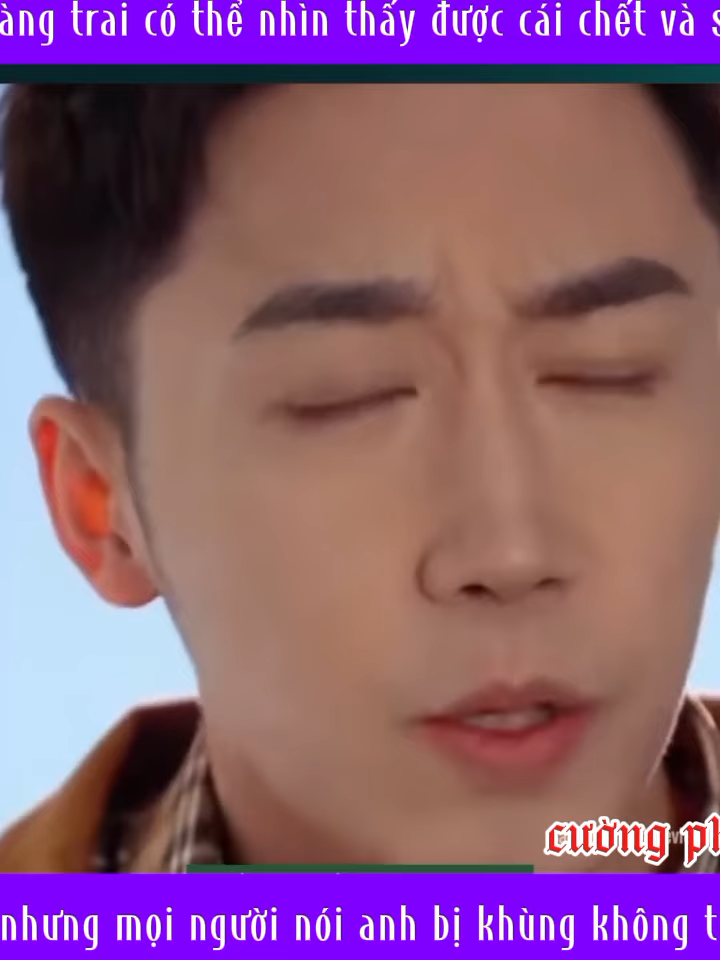 àng trai có thể nhìn thấy được cái chết và s
cường ph
nhưng mọi người nói anh bị khùng không t